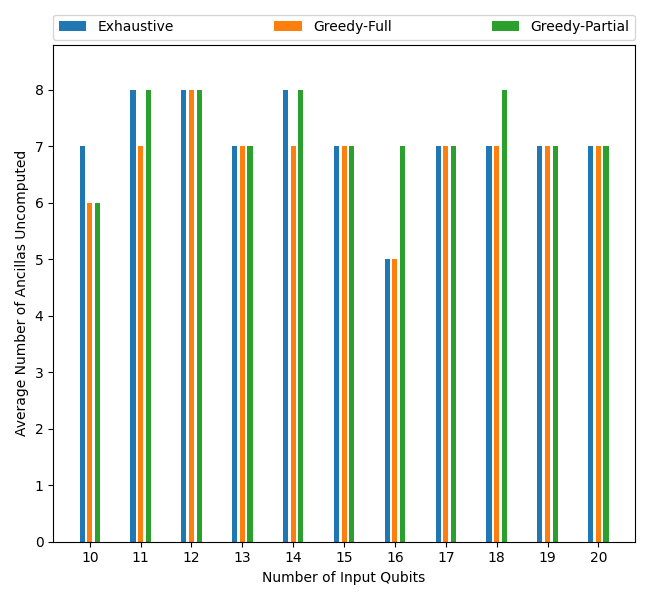 Exhaustive Greedy-Full Greedy-Partial
Average Number of Ancillas Uncomputed
8
7
6
5
4
3
2
1
0
10 11 12 13 14 15 16 17 18 19 20
Number of Input Qubits